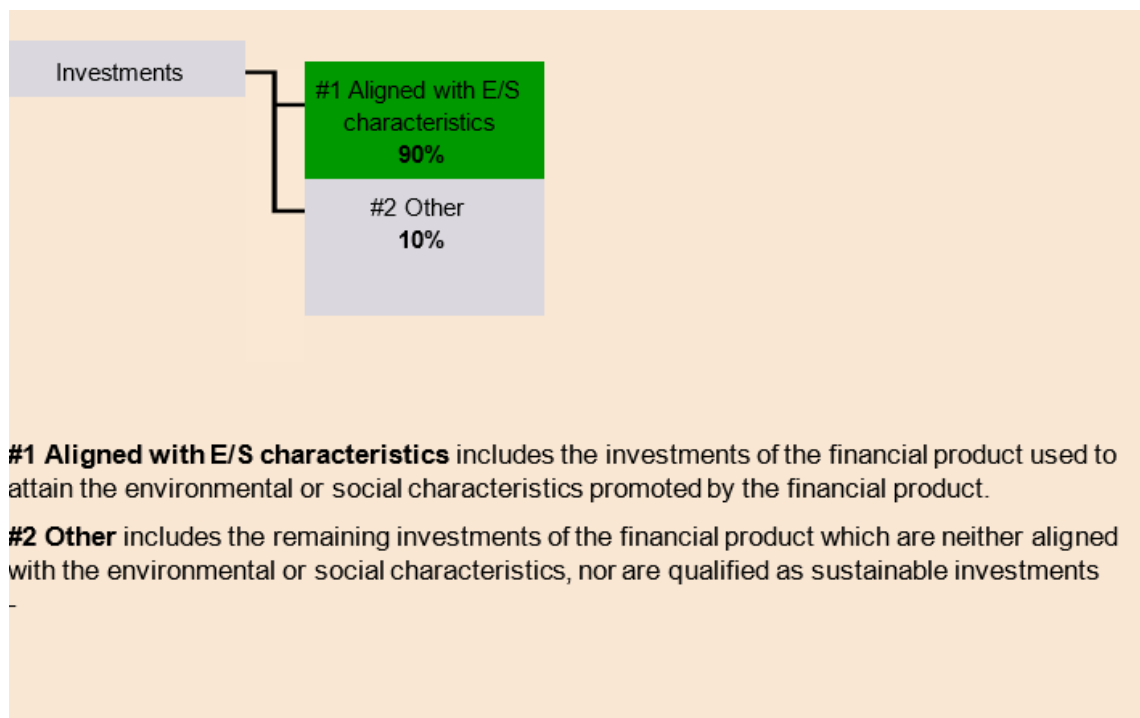 Investments
#1 Aligned with E/S
characteristics
90%
#2 Other
10%
#1 Aligned with E/S characteristics includes the investments of the financial product used to
attain the environmental or social characteristics promoted by the financial product.
#2 Other includes the remaining investments of the financial product which are neither aligned
with the environmental or social characteristics, nor are qualified as sustainable investments
-